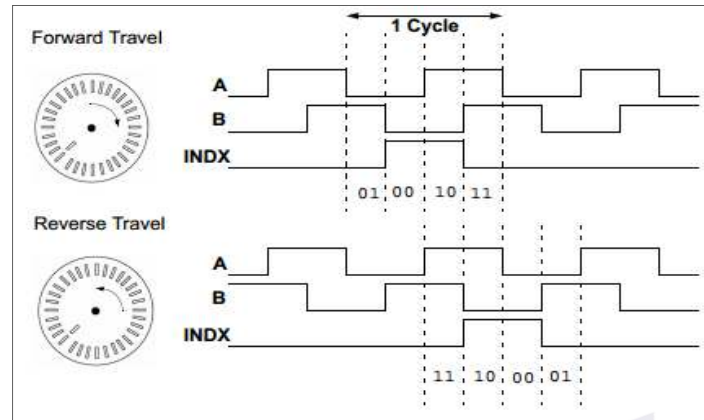 1 Cycle
Forward Travel
A
B
INDX
01 00 10 11
Reverse Travel
A
B
INDX
11 10 00 01